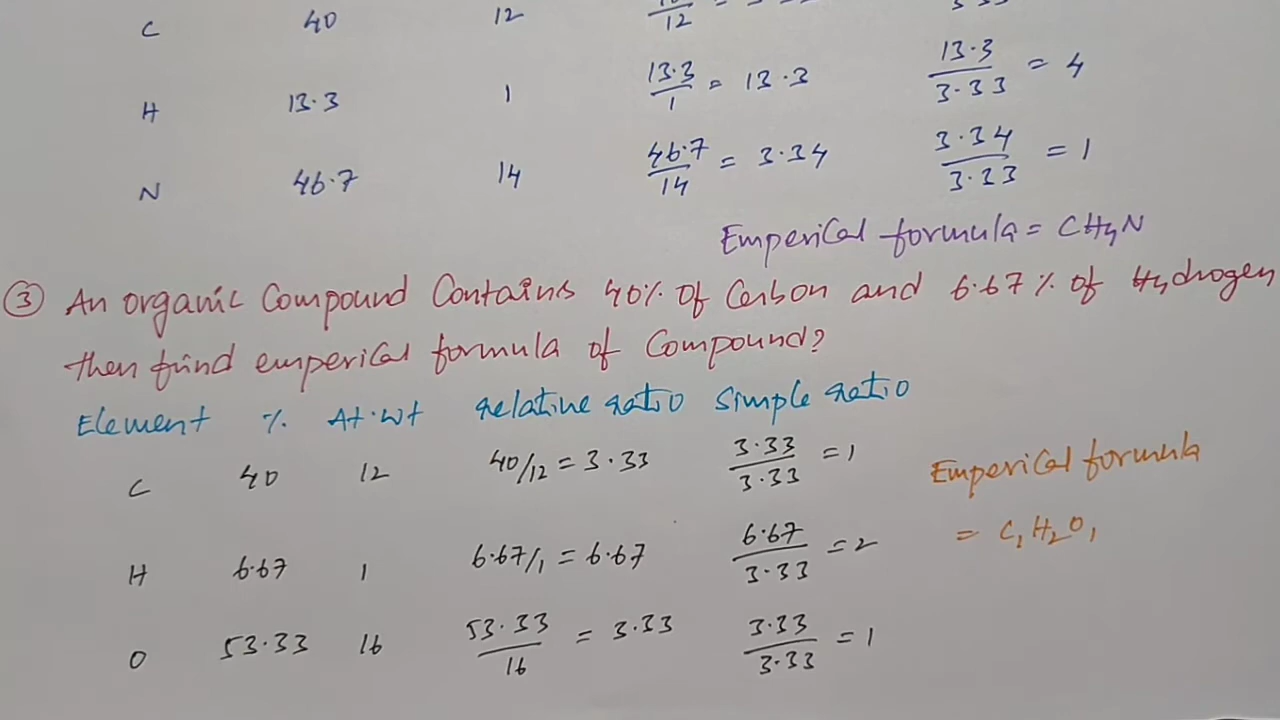 C 40 12 12 =
H 13.3 1 13.3/1 = 13.3 13.3/3.33 = 4
N 46.7 14 46.7/14 = 3.34 3.34/3.33 = 1
Emperical formula = CH4N
③ An organic Compound Contains 40% of Carbon and 6.67% of Hydrogen,
then find emperical formula of Compound?
Element % At.wt relative ratio Simple ratio
C 40 12 40/12 = 3.33 3.33/3.33 = 1
Emperical formula
H 6.67 1 6.67/1 = 6.67 6.67/3.33 = 2
= C1H2O1
O 53.33 16 53.33/16 = 3.33 3.33/3.33 = 1